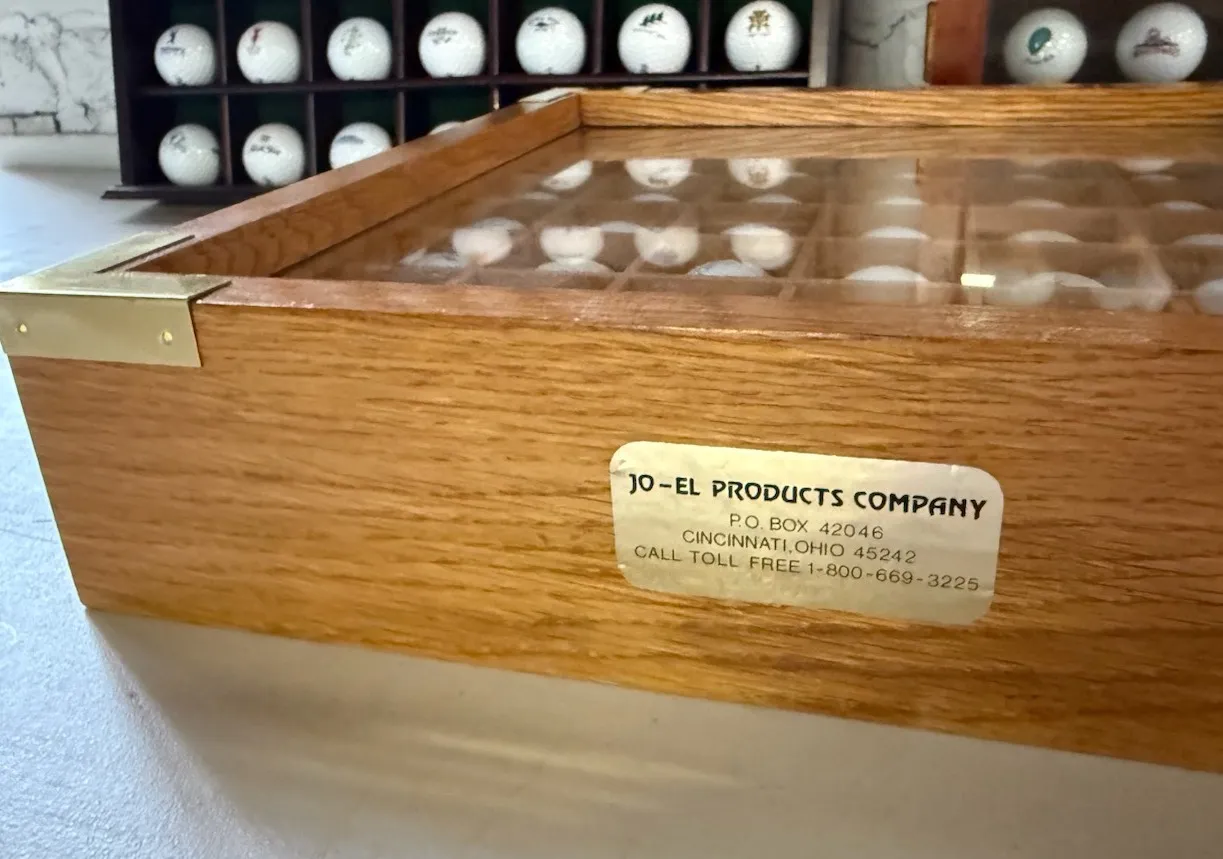 JO-EL PRODUCTS COMPANY
P.O. BOX 42046
CINCINNATI, OHIO 45242
CALL TOLL FREE 1-800-669-3225